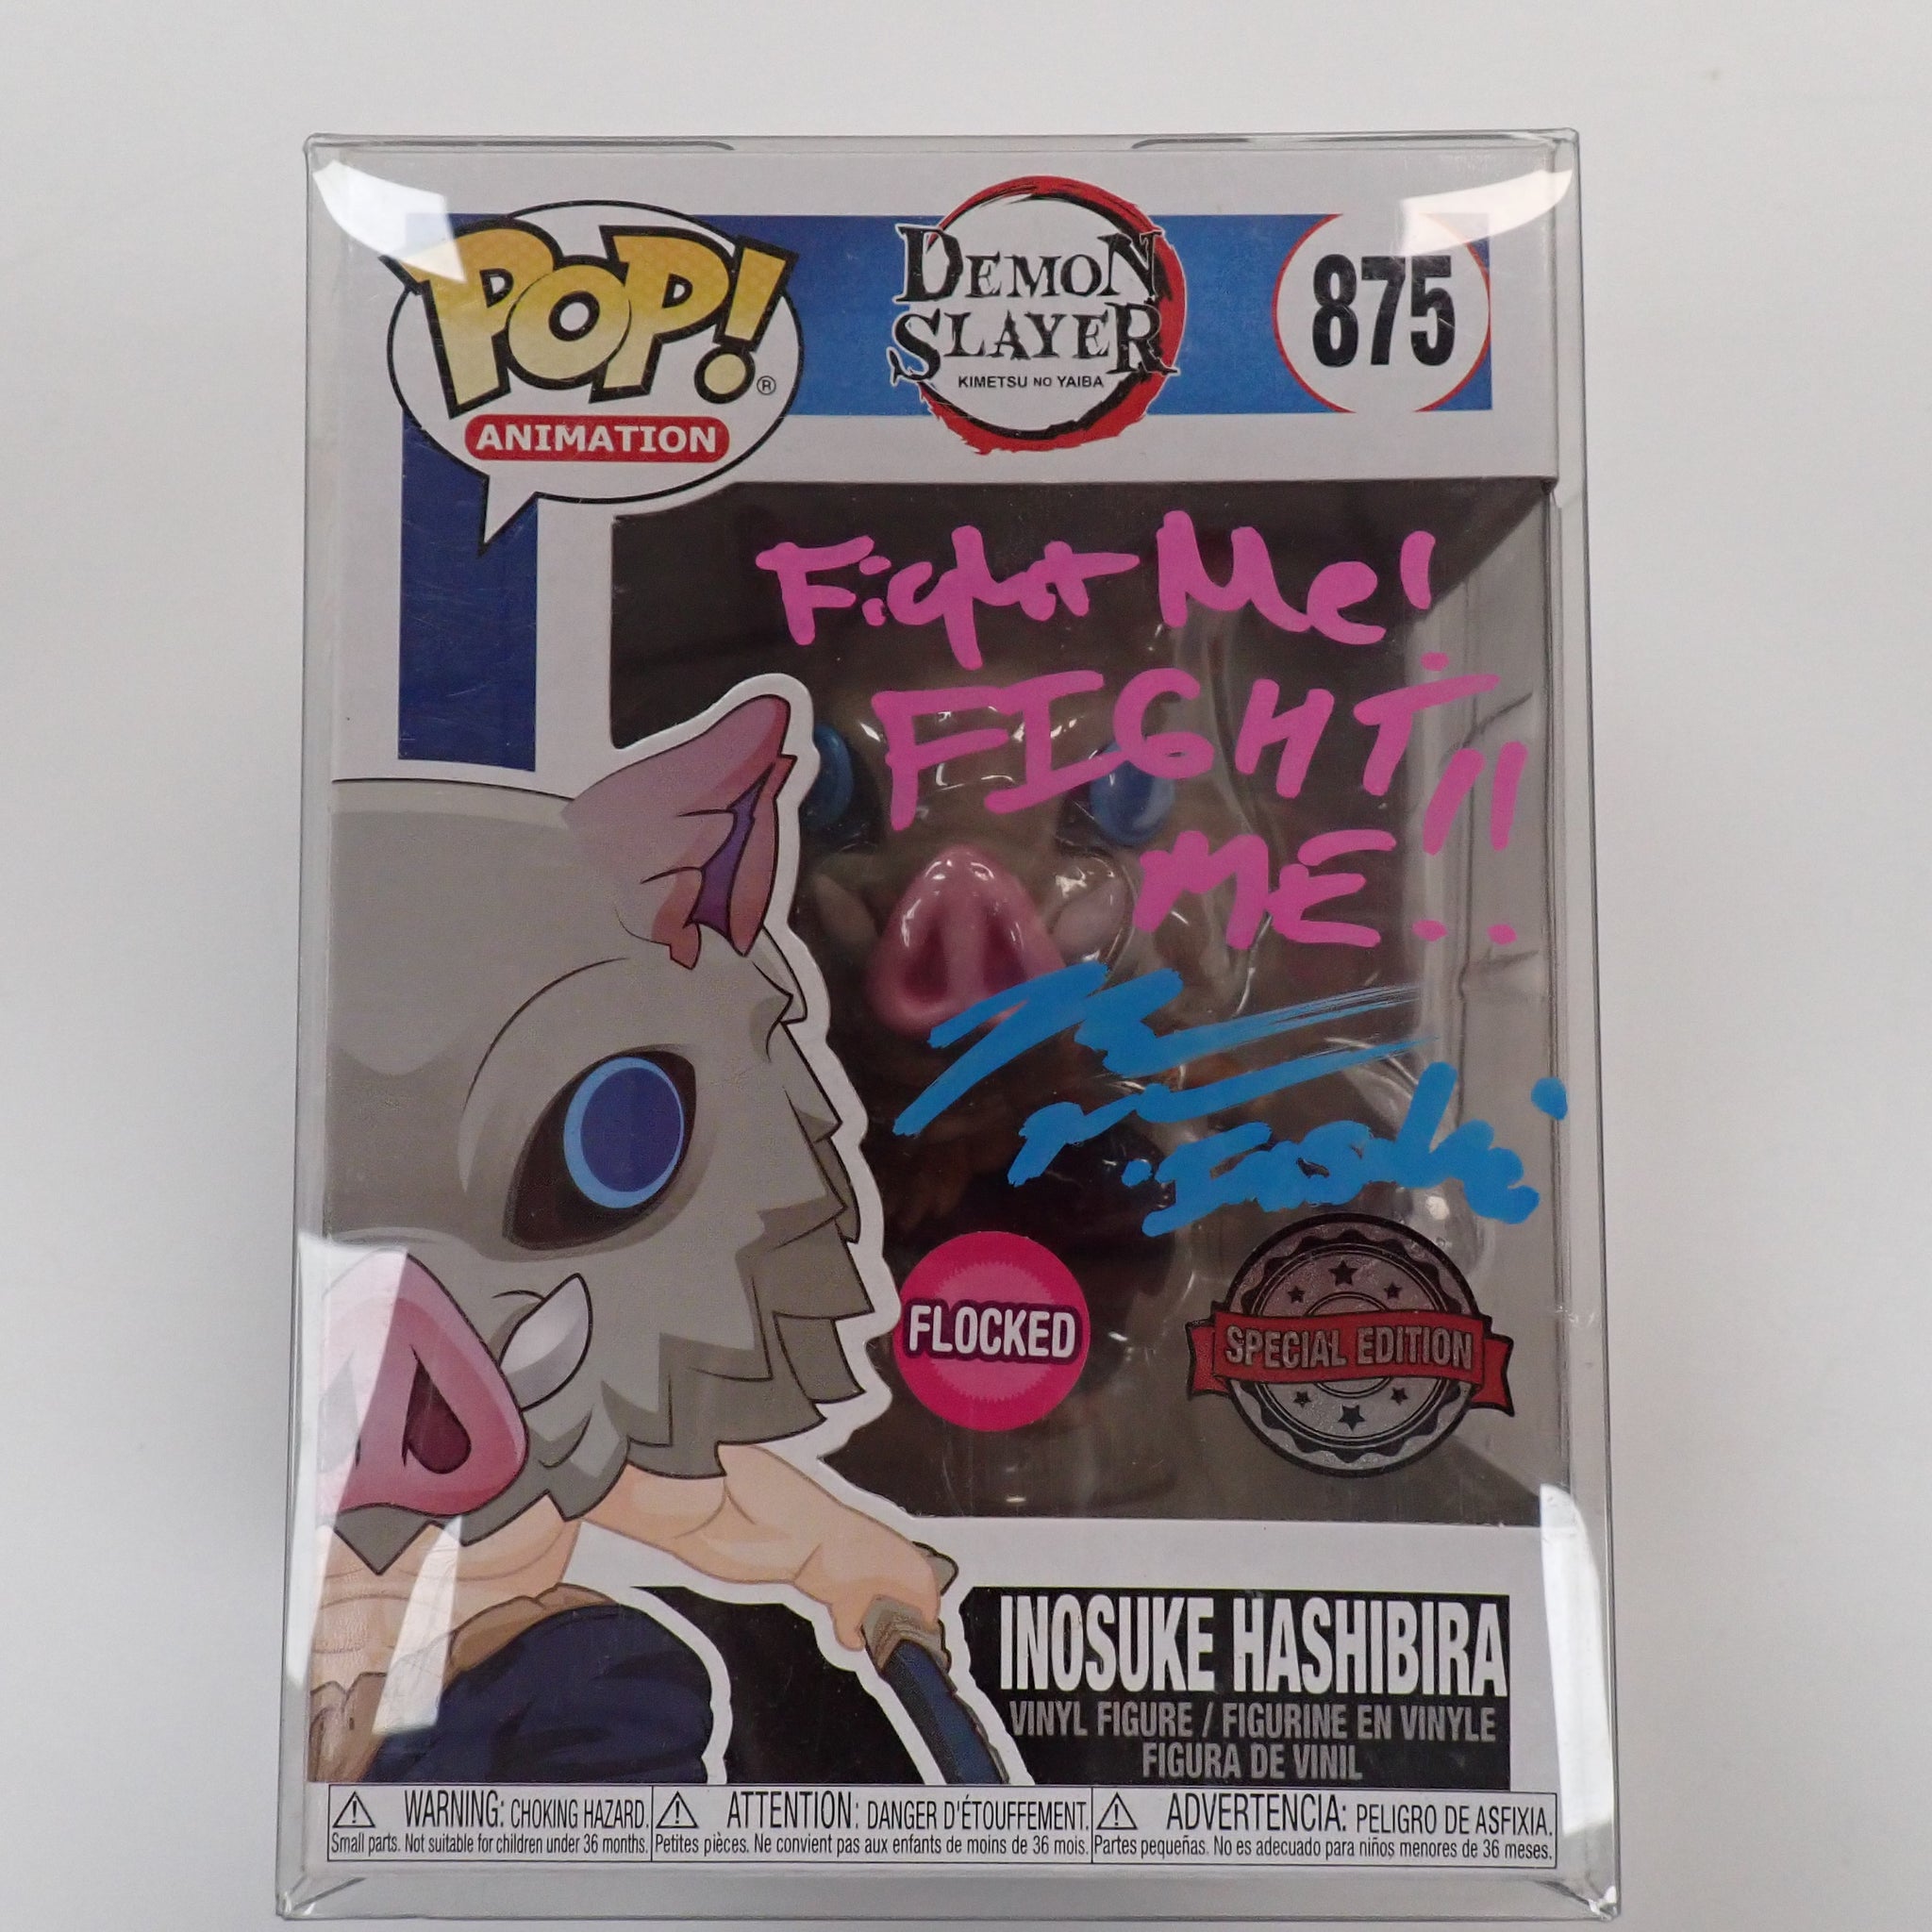 POP!®
ANIMATION
DEMON
SLAYER
KIMETSU NO YAIBA
875
Fight Me!
FIGHT
ME!!
FLOCKED
SPECIAL EDITION
INOSUKE HASHIBIRA
VINYL FIGURE / FIGURINE EN VINYLE
FIGURA DE VINIL
WARNING: CHOKING HAZARD.
Small parts. Not suitable for children under 36 months.
ATTENTION: DANGER D'ÉTOUFFEMENT.
Petites pièces. Ne convient pas aux enfants de moins de 36 mois.
ADVERTENCIA: PELIGRO DE ASFIXIA.
Partes pequeñas. No es adecuado para niños menores de 36 meses.